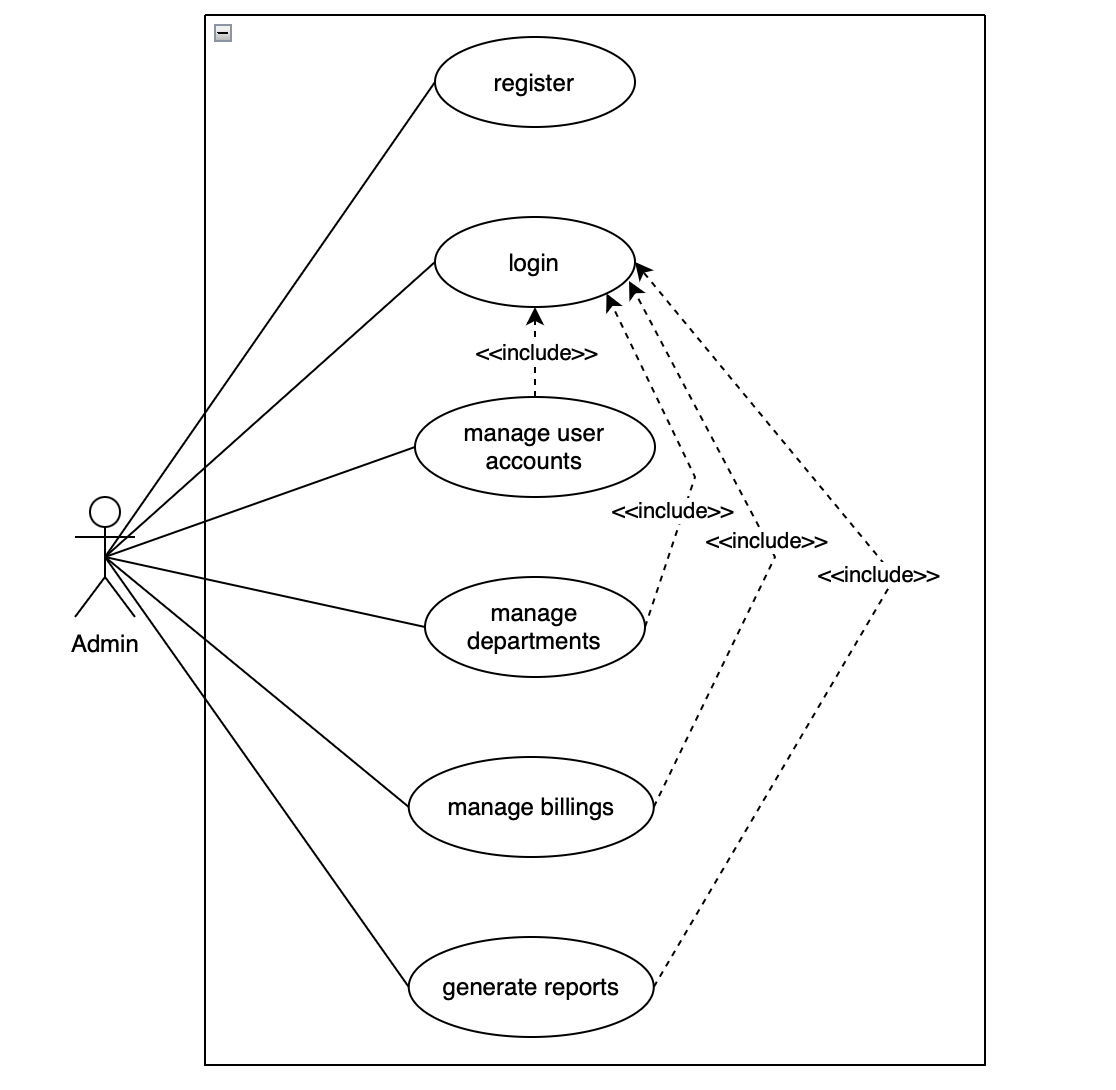 register
login
<<include>>
manage user
accounts
<<include>>
<<include>>
<<include>>
manage
departments
Admin
manage billings
generate reports